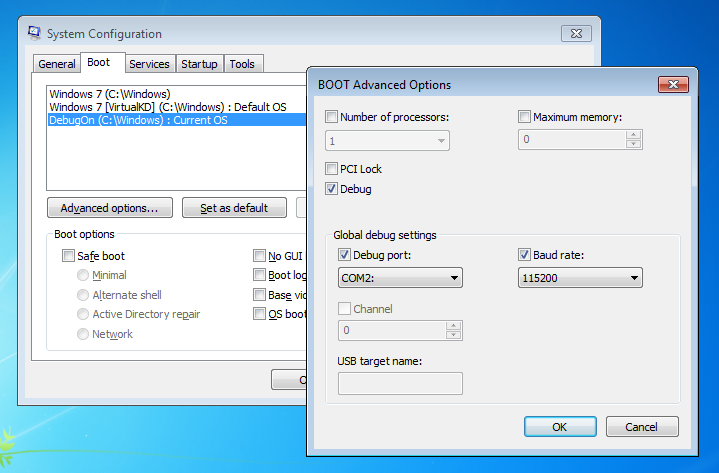 System Configuration
General Boot Services Startup Tools
Windows 7 (C:\Windows)
Windows 7 [VirtualKD] (C:\Windows) : Default OS
DebugOn (C:\Windows) : Current OS
Advanced options... Set as default
Boot options
Safe boot
Minimal
Alternate shell
Active Directory repair
Network
No GUI
Boot log
Base vid
OS boot
O
BOOT Advanced Options
Number of processors:
1
Maximum memory:
0
PCI Lock
Debug
Global debug settings
Debug port:
COM2:
Baud rate:
115200
Channel
0
USB target name:
OK Cancel